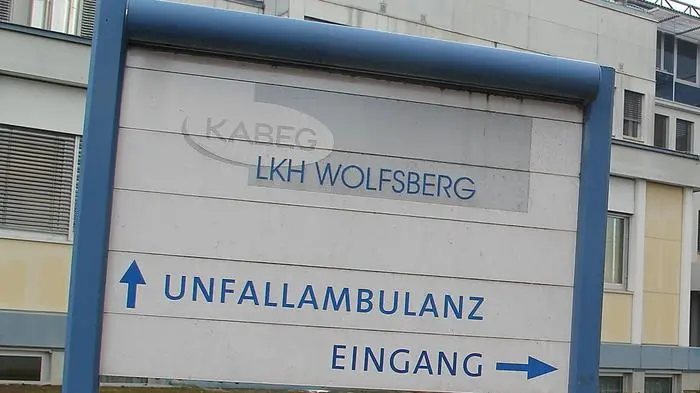 KABEG
LKH WOLFSBERG
UNFALLAMBULANZ
EINGANG